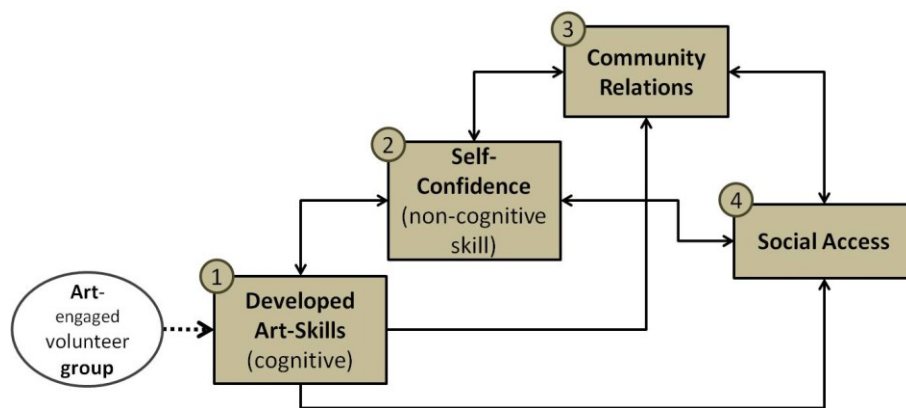 3
Community
Relations
2
Self-
Confidence
(non-cognitive
skill)
4
Social Access
1
Developed
Art-Skills
(cognitive)
Art-
engaged
volunteer
group